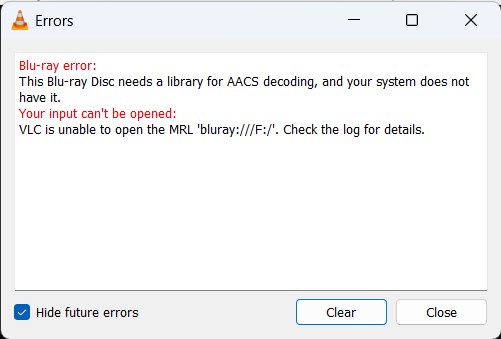 Errors
Blu-ray error:
This Blu-ray Disc needs a library for AACS decoding, and your system does not
have it.
Your input can't be opened:
VLC is unable to open the MRL 'bluray:///F:/'. Check the log for details.
Hide future errors
Clear
Close